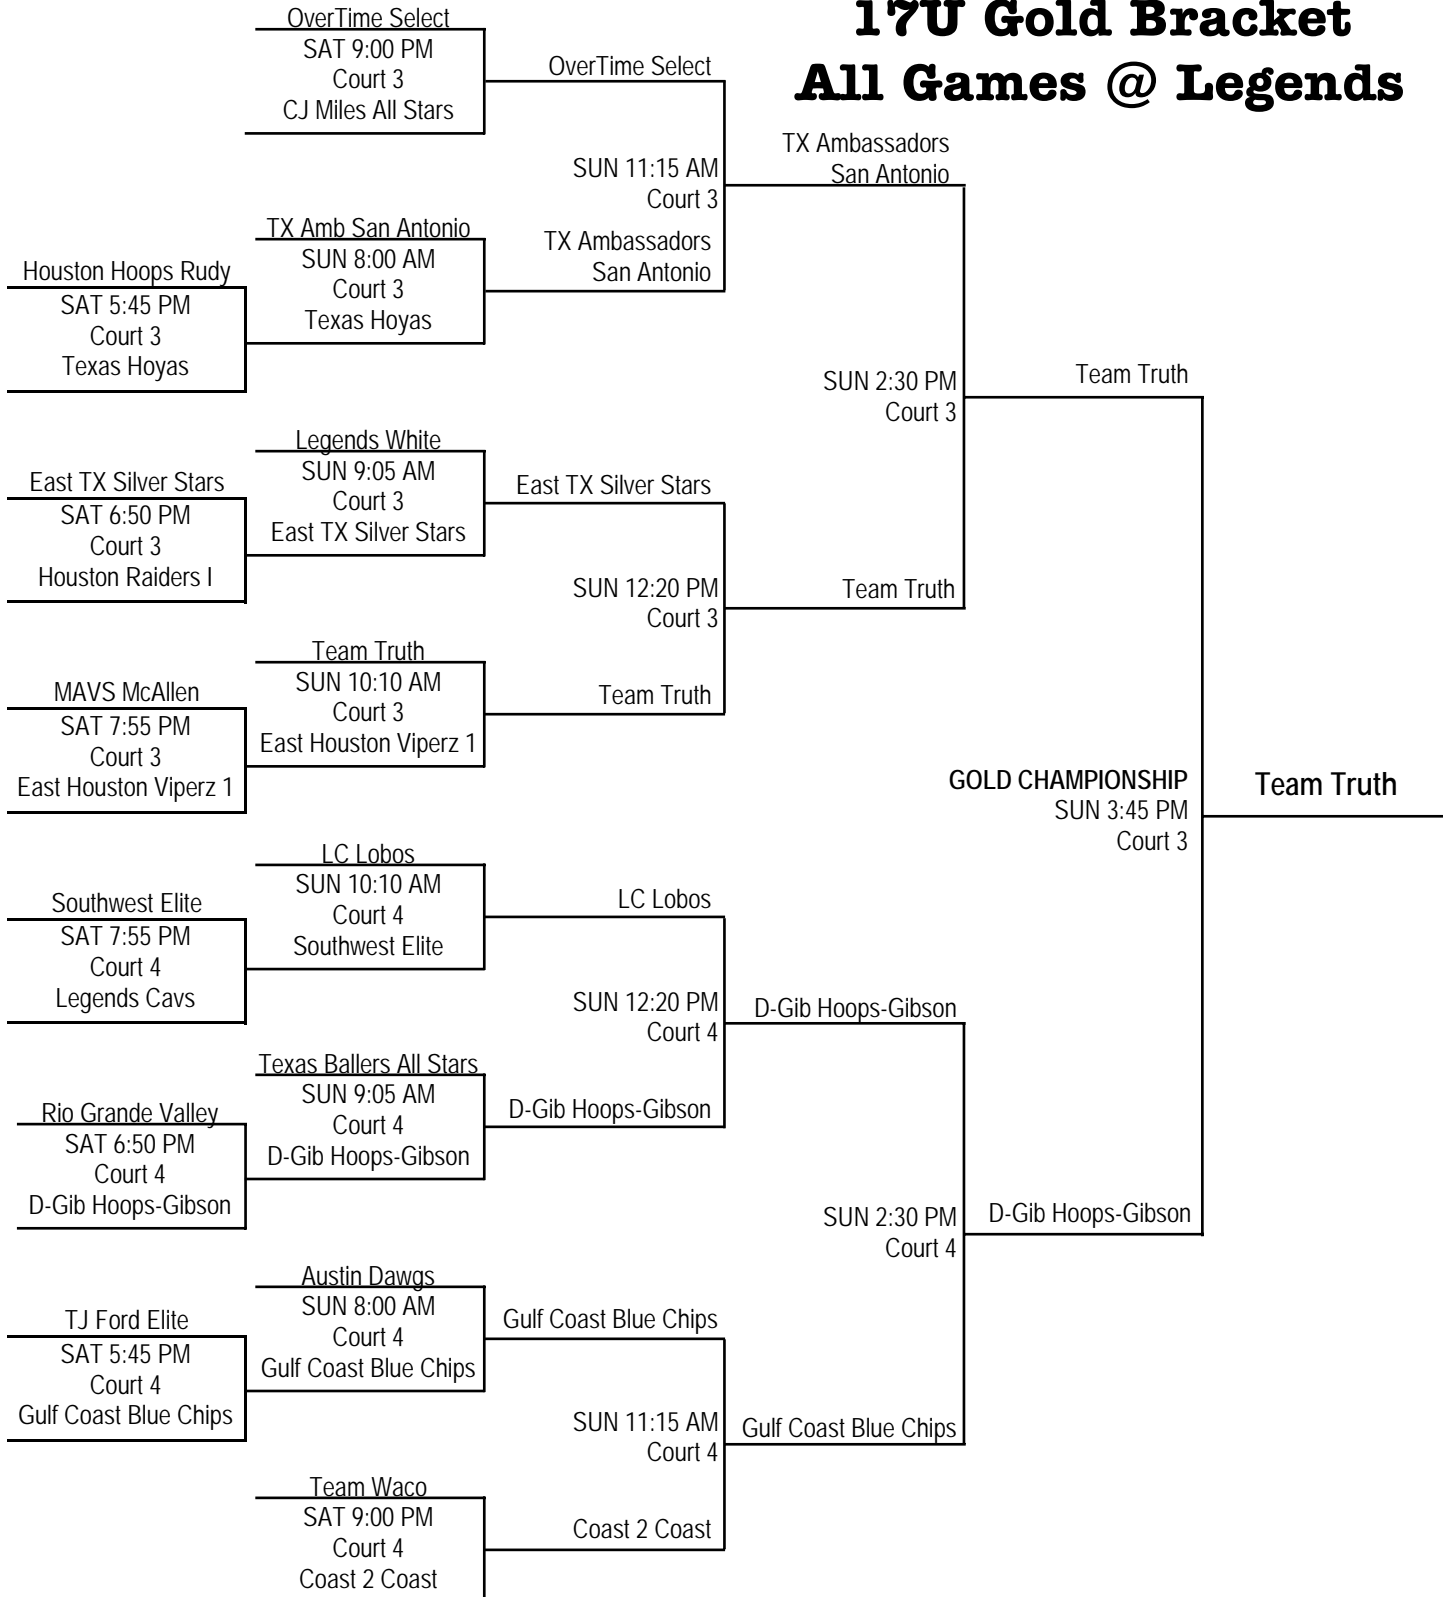 17U Gold Bracket
All Games @ Legends
OverTime Select
SAT 9:00 PM
Court 3
CJ Miles All Stars
TX Amb San Antonio
SUN 8:00 AM
Court 3
Texas Hoyas
Houston Hoops Rudy
SAT 5:45 PM
Court 3
Texas Hoyas
Legends White
SUN 9:05 AM
Court 3
East TX Silver Stars
East TX Silver Stars
SAT 6:50 PM
Court 3
Houston Raiders I
Team Truth
SUN 10:10 AM
Court 3
East Houston Viperz 1
MAVS McAllen
SAT 7:55 PM
Court 3
East Houston Viperz 1
LC Lobos
SUN 10:10 AM
Court 4
Southwest Elite
Southwest Elite
SAT 7:55 PM
Court 4
Legends Cavs
Texas Ballers All Stars
SUN 9:05 AM
Court 4
D-Gib Hoops-Gibson
Rio Grande Valley
SAT 6:50 PM
Court 4
D-Gib Hoops-Gibson
Austin Dawgs
SUN 8:00 AM
Court 4
Gulf Coast Blue Chips
TJ Ford Elite
SAT 5:45 PM
Court 4
Gulf Coast Blue Chips
Team Waco
SAT 9:00 PM
Court 4
Coast 2 Coast
OverTime Select
SUN 11:15 AM
Court 3
TX Ambassadors
San Antonio
East TX Silver Stars
SUN 12:20 PM
Court 3
Team Truth
LC Lobos
SUN 12:20 PM
Court 4
D-Gib Hoops-Gibson
Gulf Coast Blue Chips
SUN 11:15 AM
Court 4
Coast 2 Coast
TX Ambassadors
San Antonio
SUN 2:30 PM
Court 3
Team Truth
D-Gib Hoops-Gibson
SUN 2:30 PM
Court 4
Gulf Coast Blue Chips
Team Truth
GOLD CHAMPIONSHIP
SUN 3:45 PM
Court 3
D-Gib Hoops-Gibson
Team Truth